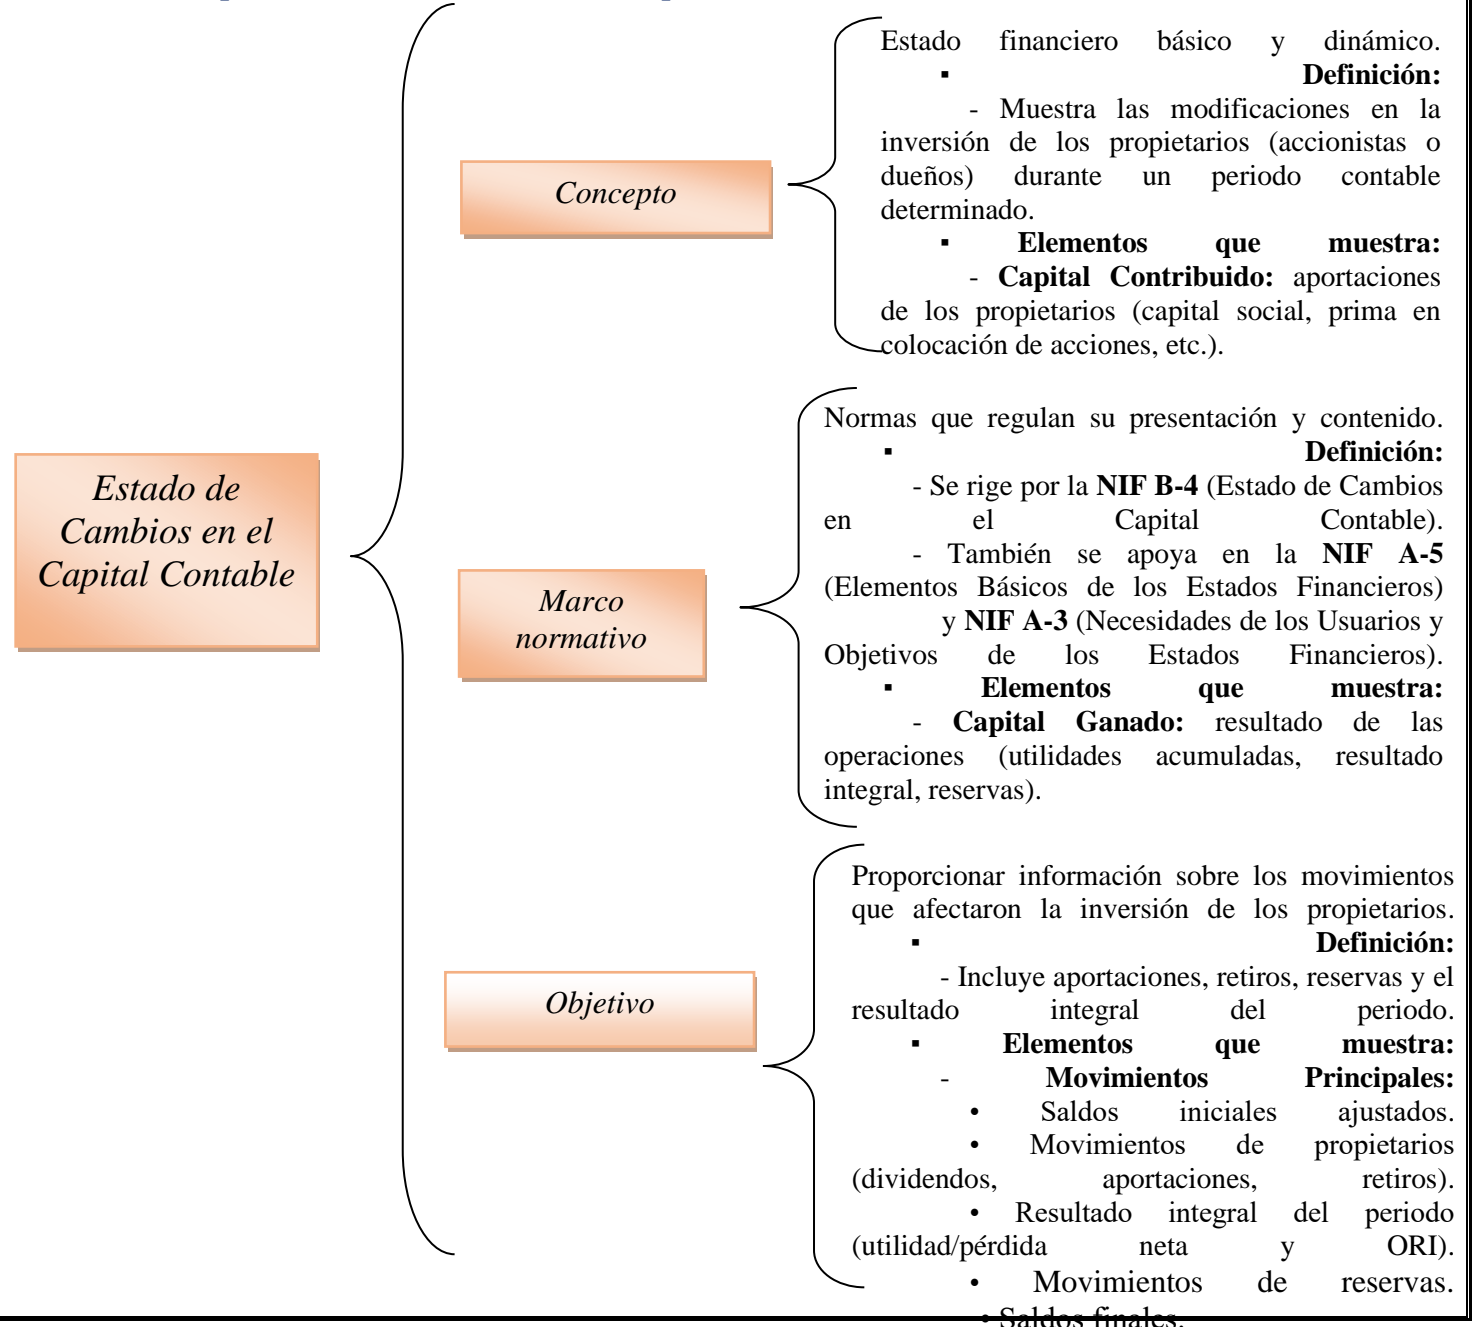 Estado de
Cambios en el
Capital Contable
Concepto
Estado financiero básico y dinámico.
▪ Definición:
- Muestra las modificaciones en la
inversión de los propietarios (accionistas o
dueños) durante un periodo contable
determinado.
▪ Elementos que muestra:
- Capital Contribuido: aportaciones
de los propietarios (capital social, prima en
colocación de acciones, etc.).
Marco
normativo
Normas que regulan su presentación y contenido.
▪ Definición:
- Se rige por la NIF B-4 (Estado de Cambios
en el Capital Contable).
- También se apoya en la NIF A-5
(Elementos Básicos de los Estados Financieros)
y NIF A-3 (Necesidades de los Usuarios y
Objetivos de los Estados Financieros).
▪ Elementos que muestra:
- Capital Ganado: resultado de las
operaciones (utilidades acumuladas, resultado
integral, reservas).
Objetivo
Proporcionar información sobre los movimientos
que afectaron la inversión de los propietarios.
▪ Definición:
- Incluye aportaciones, retiros, reservas y el
resultado integral del periodo.
▪ Elementos que muestra:
- Movimientos Principales:
• Saldos iniciales ajustados.
• Movimientos de propietarios
(dividendos, aportaciones, retiros).
• Resultado integral del periodo
(utilidad/pérdida neta y ORI).
• Movimientos de reservas.
• Saldos finales.